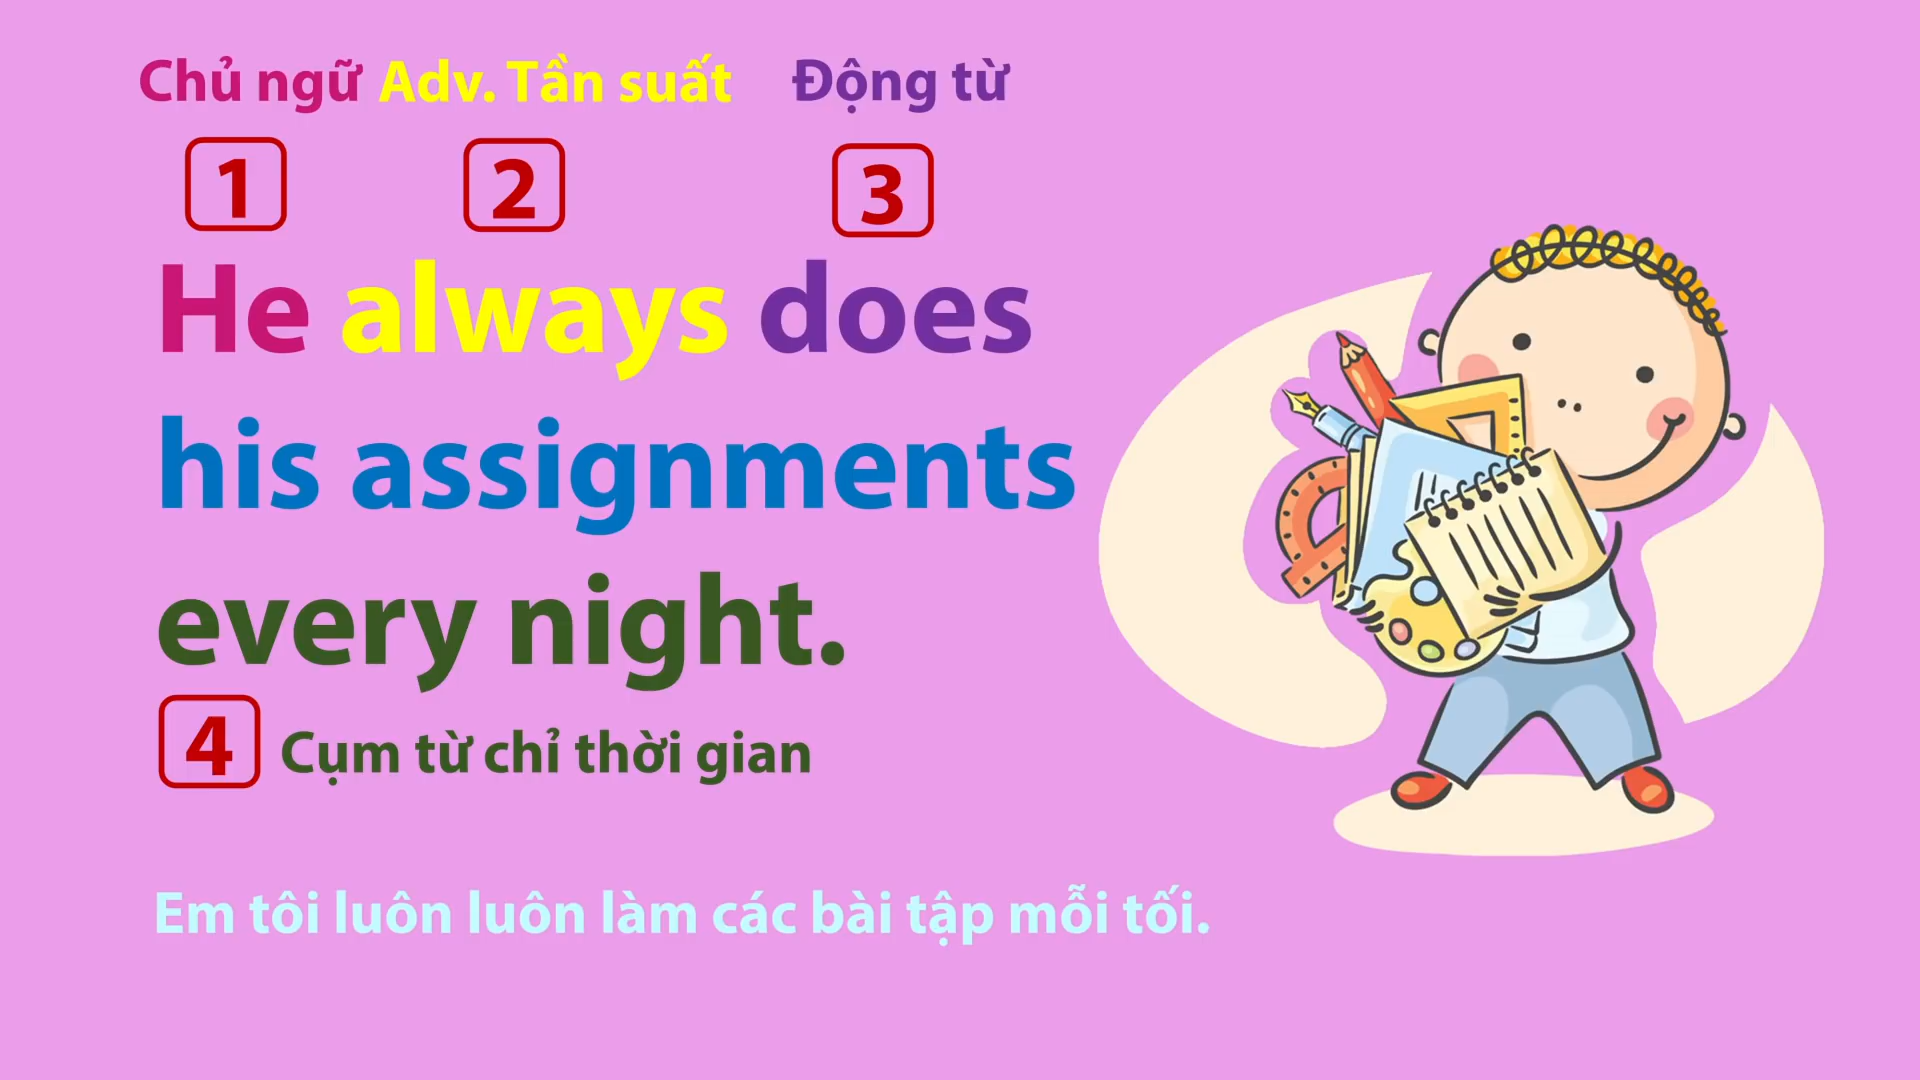 Chủ ngữ Adv. Tần suất Động từ
1 2 3
He always does
his assignments
every night.
4 Cụm từ chỉ thời gian
Em tôi luôn luôn làm các bài tập mỗi tối.